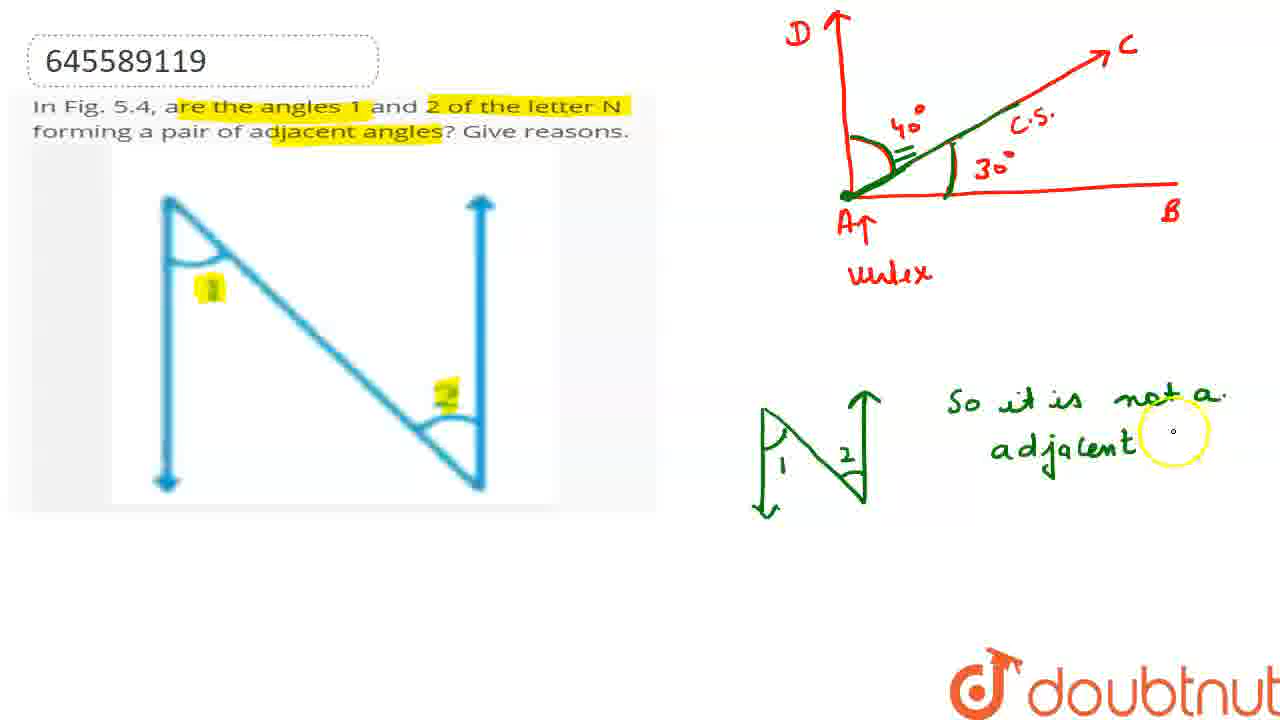 645589119
In Fig. 5.4, are the angles 1 and 2 of the letter N
forming a pair of adjacent angles? Give reasons.
1
2
D
C
40°
C.S.
30°
A
B
vertex
1
2
So it is not a.
adjacent
doubtnut